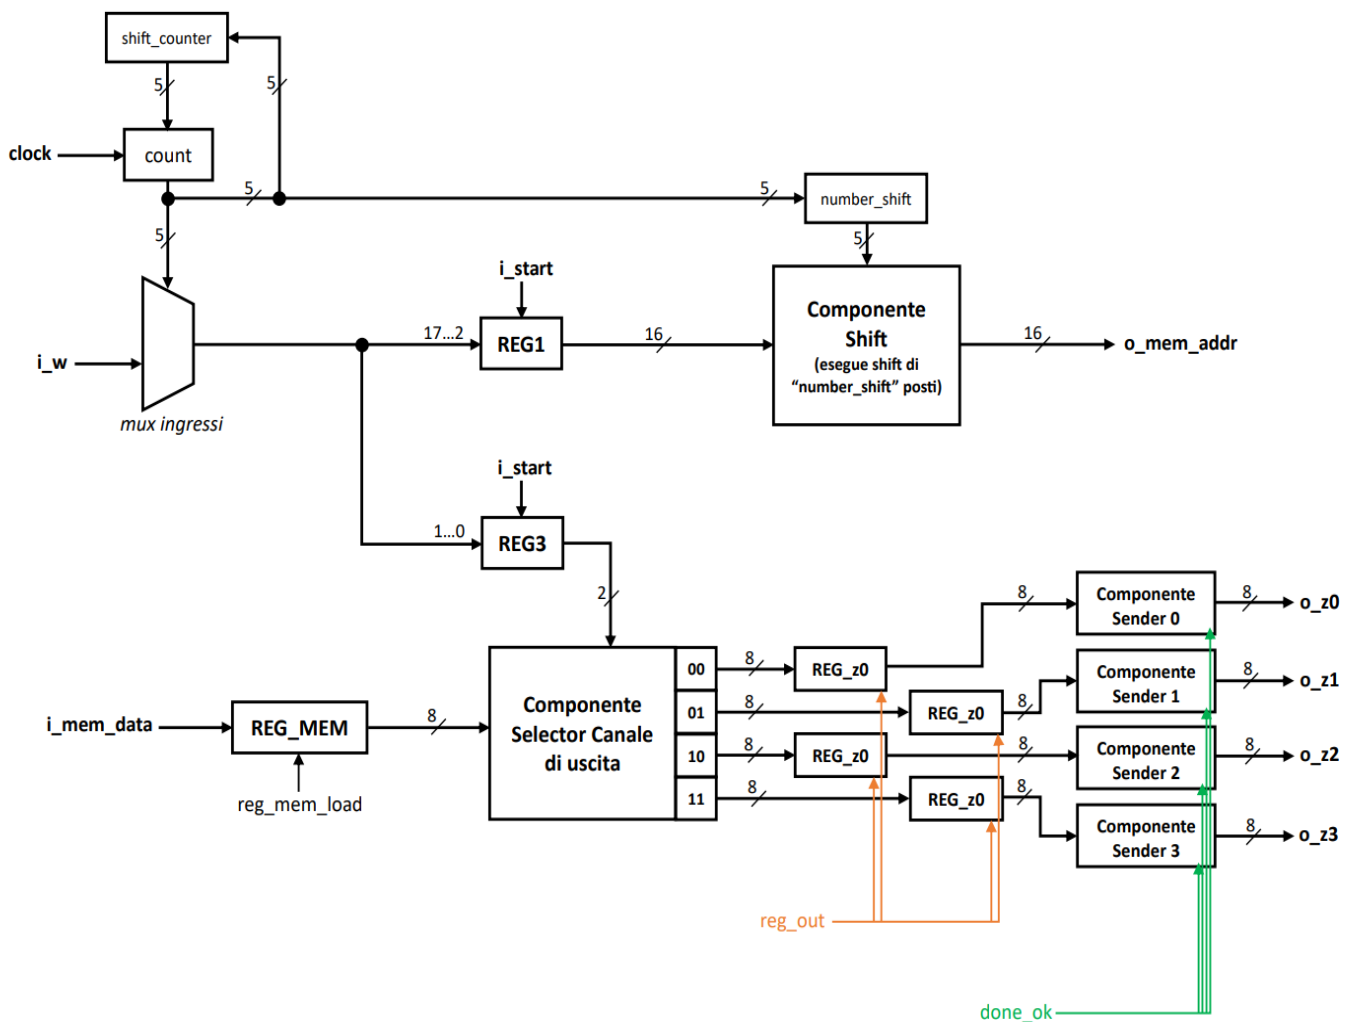 shift_counter
5
5
clock
count
5
5
number_shift
5
5
i_start
Componente
Shift
(esegue shift di
“number_shift” posti)
17...2
REG1
16
16
o_mem_addr
i_w
mux ingressi
i_start
1...0
REG3
2
Componente
Sender 0
8
8
o_z0
00
8
REG_z0
Componente
Sender 1
8
o_z1
i_mem_data
REG_MEM
8
Componente
Selector Canale
di uscita
01
8
REG_z0
8
10
8
REG_z0
8
Componente
Sender 2
8
o_z2
reg_mem_load
11
8
REG_z0
8
Componente
Sender 3
8
o_z3
reg_out
done_ok